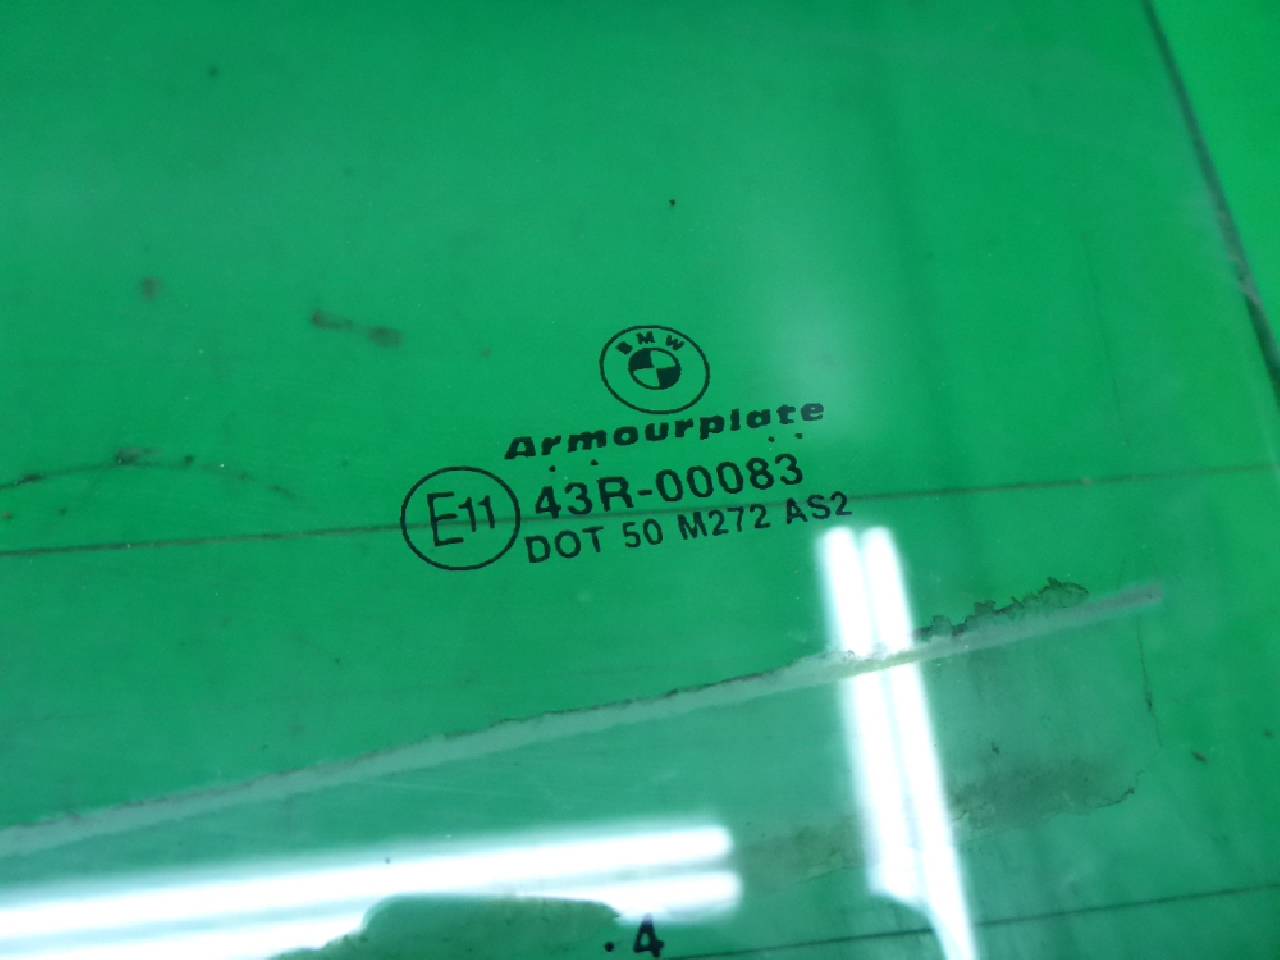 BMW
Armourplate
E11 43R-00083
DOT 50 M272 AS2
. 4